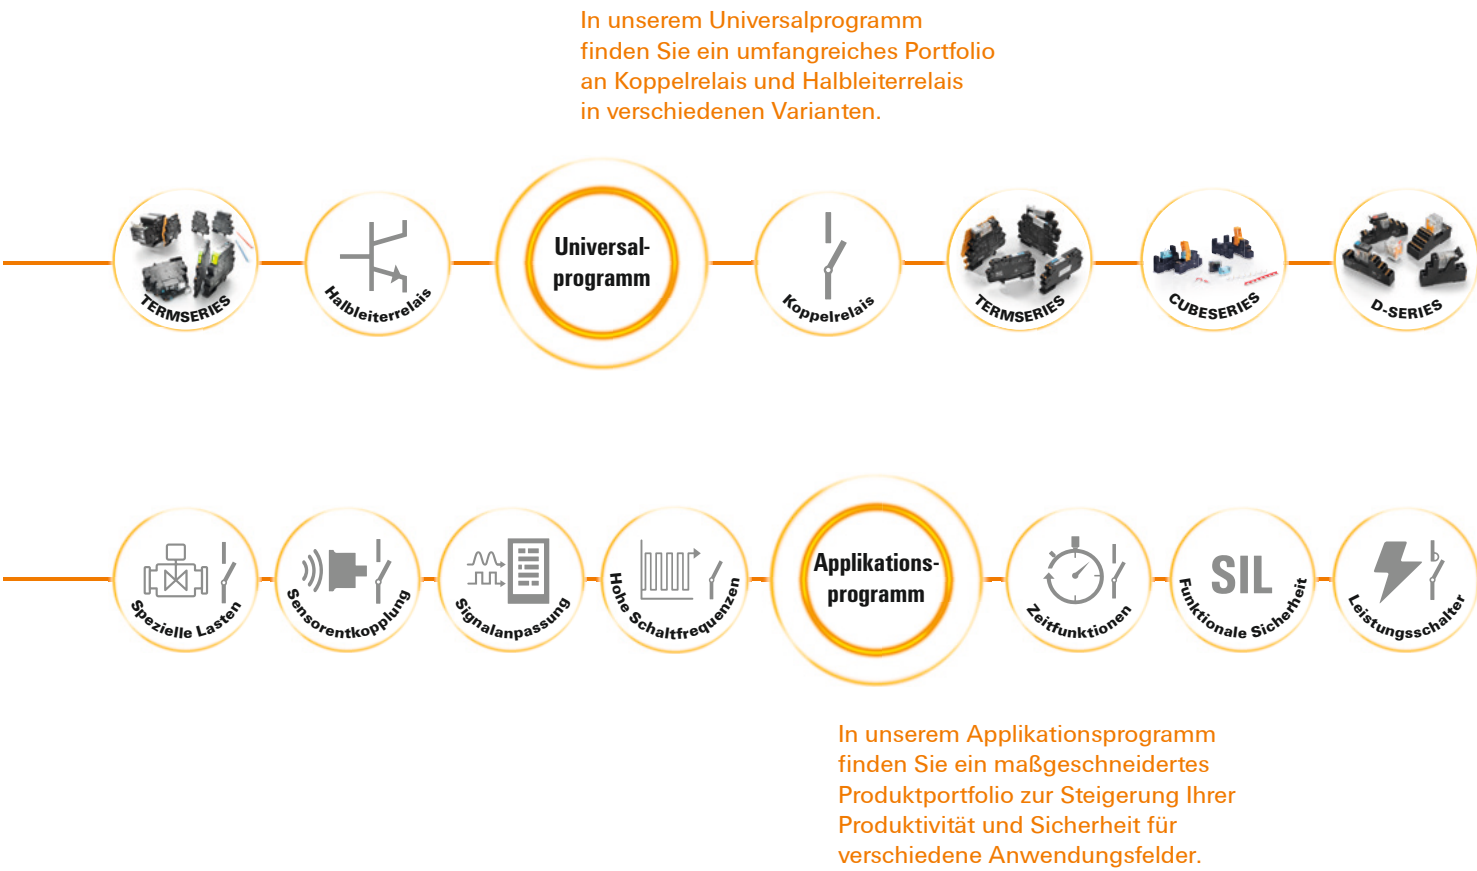 In unserem Universalprogramm
finden Sie ein umfangreiches Portfolio
an Koppelrelais und Halbleiterrelais
in verschiedenen Varianten.
TERMSERIES
Halbleiterrelais
Universal-
programm
Koppelrelais
TERMSERIES
CUBESERIES
D-SERIES
Spezielle Lasten
Sensorentkopplung
Signalanpassung
Hohe Schaltfrequenzen
Applikations-
programm
Zeitfunktionen
SIL
Funktionale Sicherheit
Leistungsschalter
In unserem Applikationsprogramm
finden Sie ein maßgeschneidertes
Produktportfolio zur Steigerung Ihrer
Produktivität und Sicherheit für
verschiedene Anwendungsfelder.